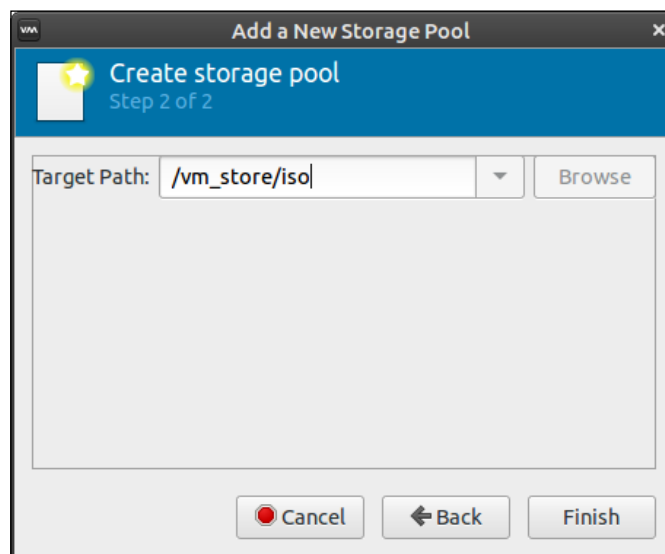 vm Add a New Storage Pool ×
Create storage pool
Step 2 of 2
Target Path: /vm_store/iso Browse
Cancel Back Finish